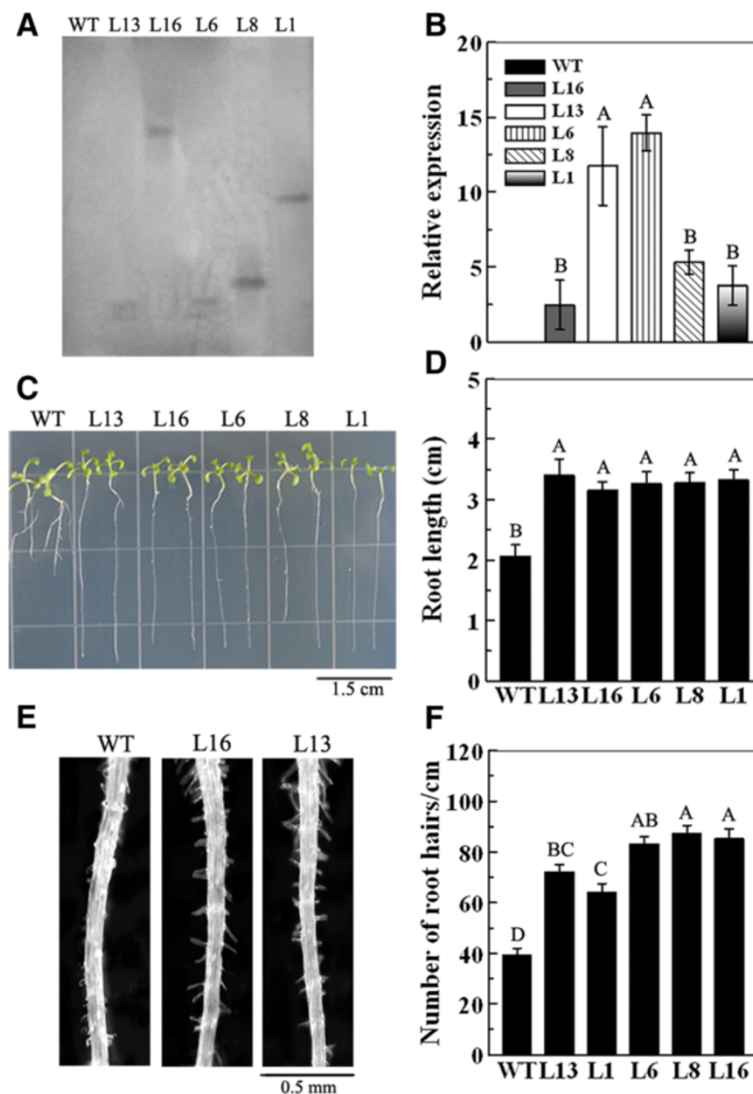 A
WT L13 L16 L6 L8 L1
B
20
15
10
5
0
Relative expression
WT
L16
L13
L6
L8
L1
B
A
A
B
B
C
WT L13 L16 L6 L8 L1
1.5 cm
D
5
4
3
2
1
0
Root length (cm)
B
A
A
A
A
A
WT L13 L16 L6 L8 L1
E
WT L16 L13
0.5 mm
F
120
100
80
60
40
20
0
Number of root hairs/cm
D
BC
C
AB
A
A
WT L13 L1 L6 L8 L16